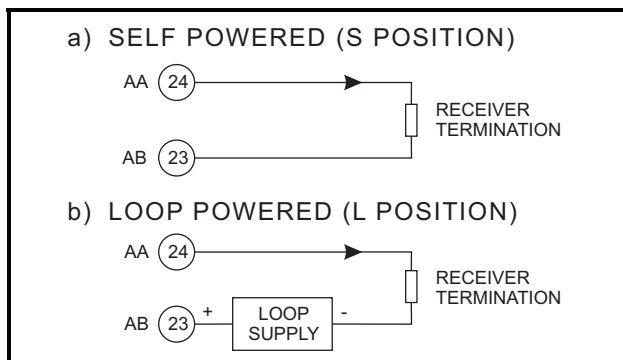 a) SELF POWERED (S POSITION)
AA 24
RECEIVER
TERMINATION
AB 23
b) LOOP POWERED (L POSITION)
AA 24
RECEIVER
TERMINATION
AB 23 + LOOP SUPPLY -